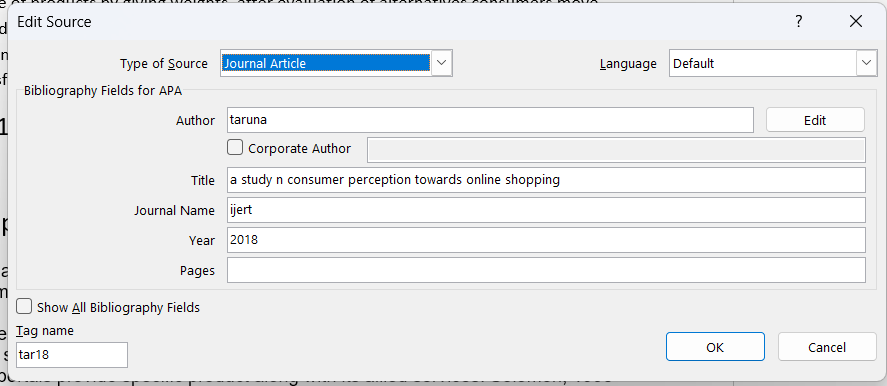 e of products by giving weights, after evaluation of alternatives consumers move
Edit Source
?
Type of Source Journal Article
Language Default
Bibliography Fields for APA
Author taruna Edit
Corporate Author
Title a study n consumer perception towards online shopping
Journal Name ijert
Year 2018
Pages
Show All Bibliography Fields
Tag name
tar18
OK Cancel